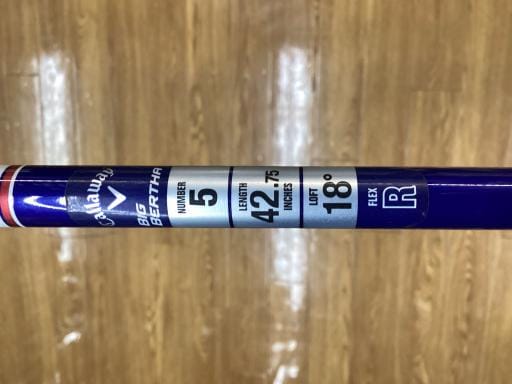 Callaway
BIG
BERTHA
NUMBER
5
LENGTH
42.75
INCHES
LOFT
18°
FLEX
R